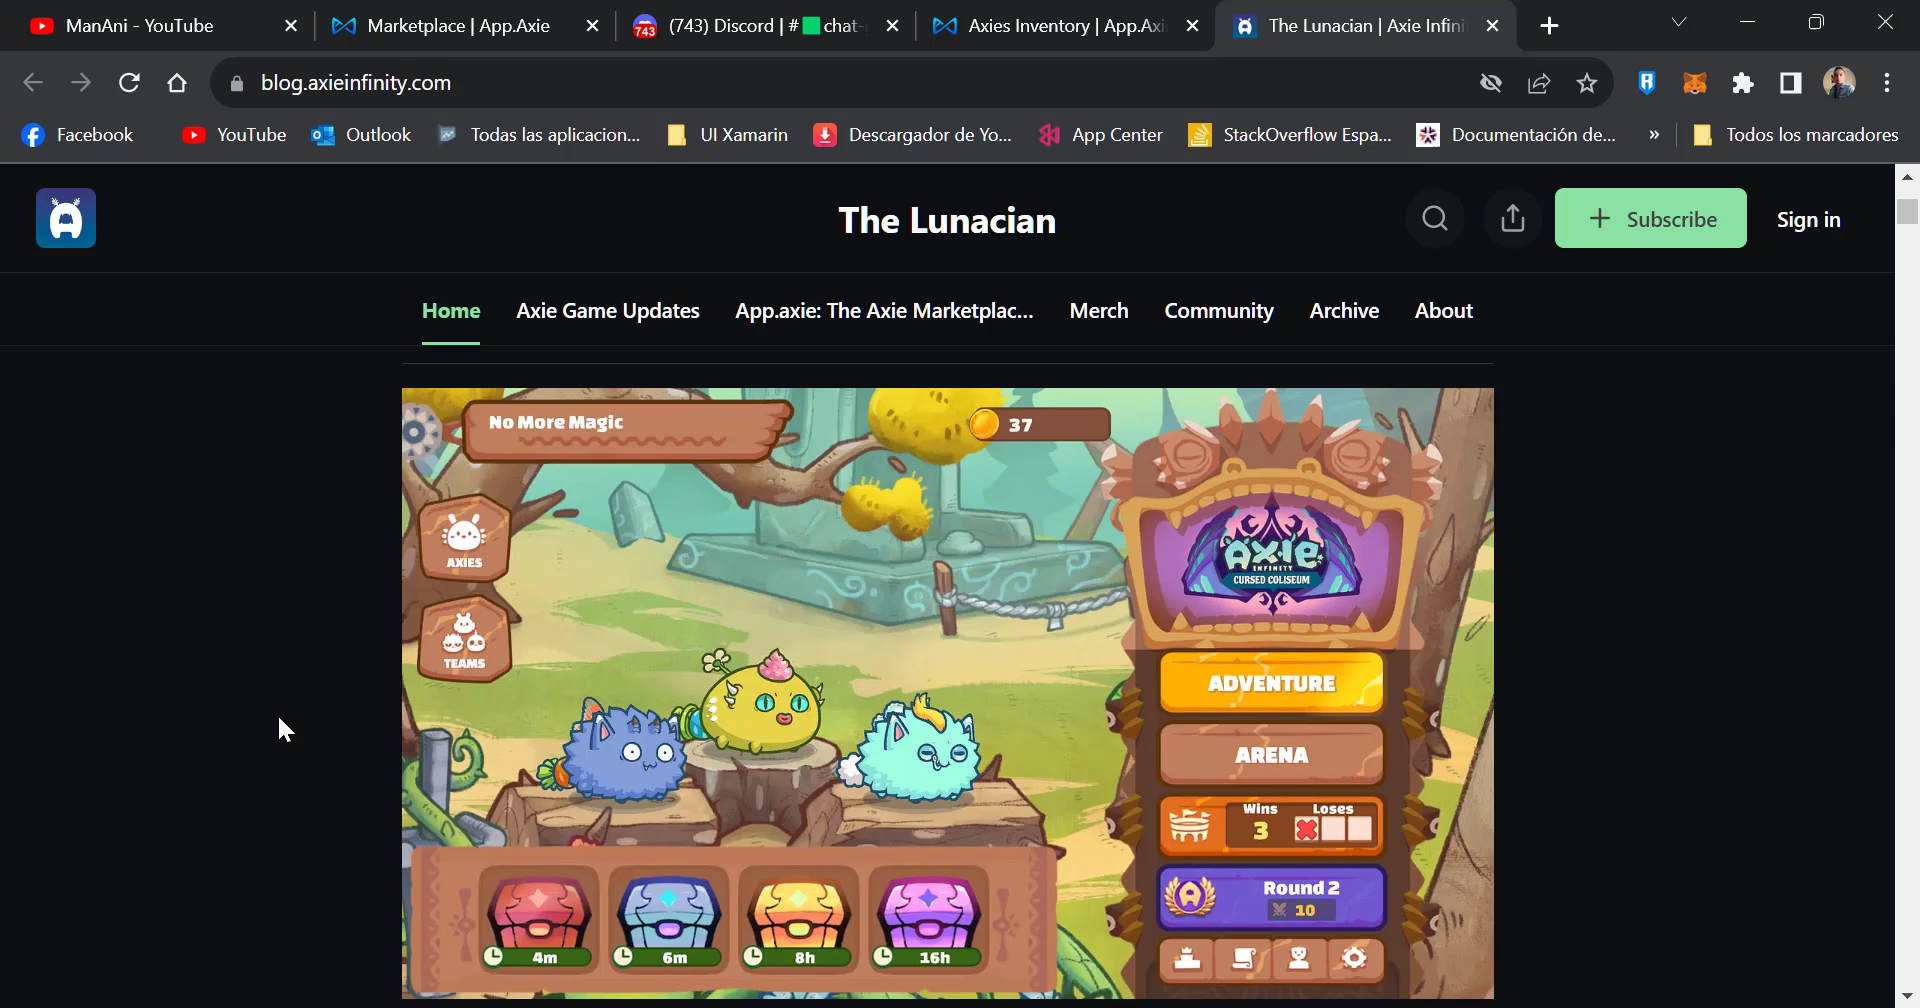 ManAni - YouTube
Marketplace | App.Axie
743
(743) Discord | # chat-
Axies Inventory | App.Axi
The Lunacian | Axie Infini
blog.axieinfinity.com
Facebook
YouTube
Outlook
Todas las aplicacion...
UI Xamarin
Descargador de Yo...
App Center
StackOverflow Espa...
Documentación de...
»
Todos los marcadores
The Lunacian
Subscribe
Sign in
Home
Axie Game Updates
App.axie: The Axie Marketplac...
Merch
Community
Archive
About
No More Magic
37
AXIES
TEAMS
AXIE
INFINITY
CURSED COLISEUM
ADVENTURE
ARENA
Wins
Loses
3
Round 2
10
4m
6m
8h
16h